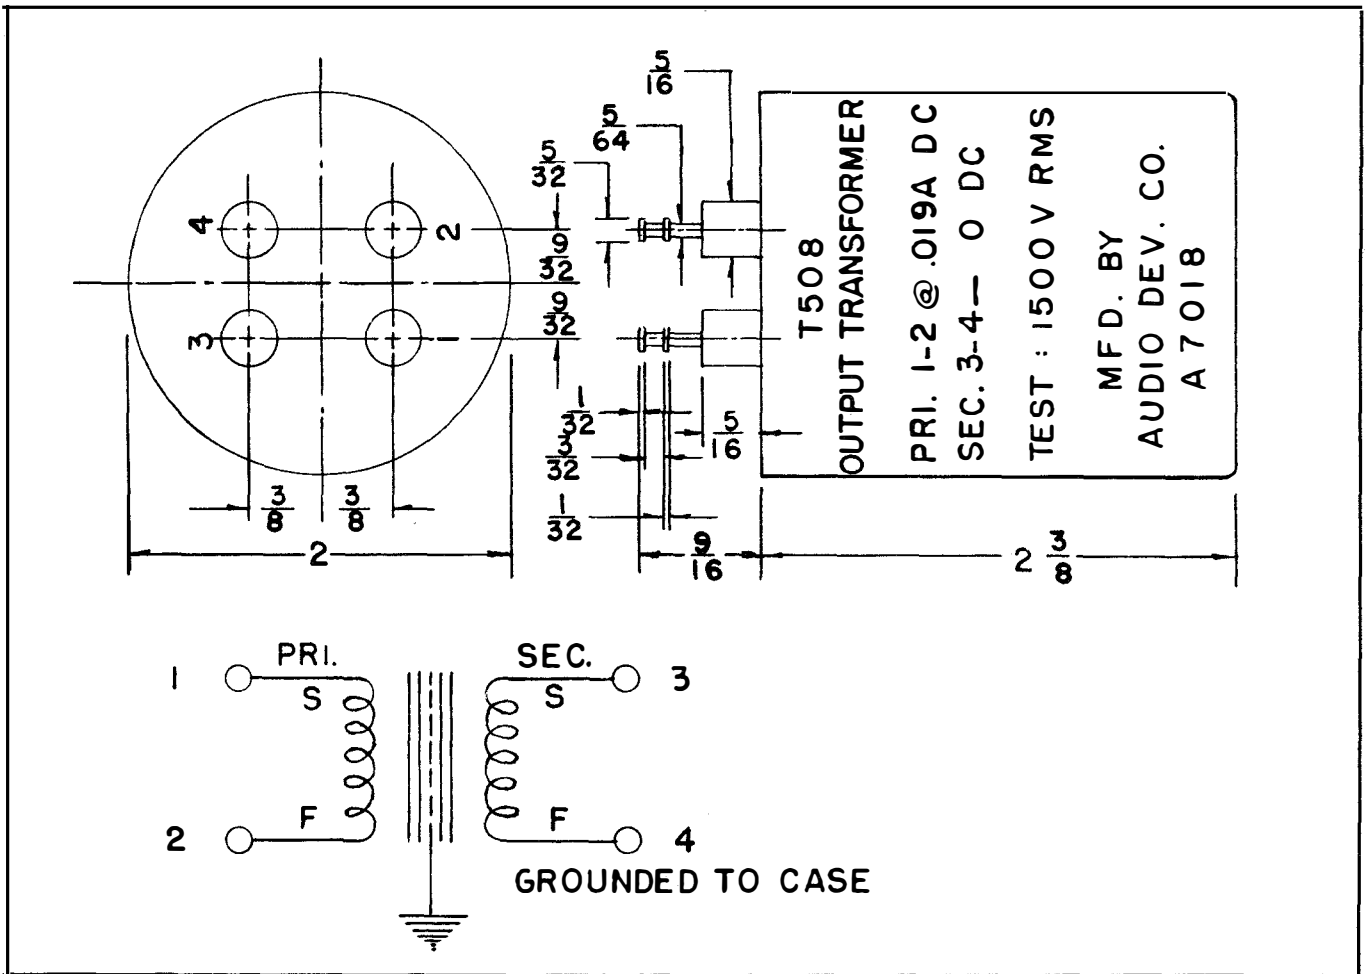 5/16
5/64
5/32
9/32
9/32
4
2
3
1
1/32
3/32
1/32
5/16
3/8
3/8
2
9/16
2 3/8
T508
OUTPUT TRANSFORMER
PRI. 1-2 @ .019A DC
SEC. 3-4— 0 DC
TEST : 1500 V RMS
MFD. BY
AUDIO DEV. CO.
A 7018
PRI.
SEC.
1
S
S
3
2
F
F
4
GROUNDED TO CASE